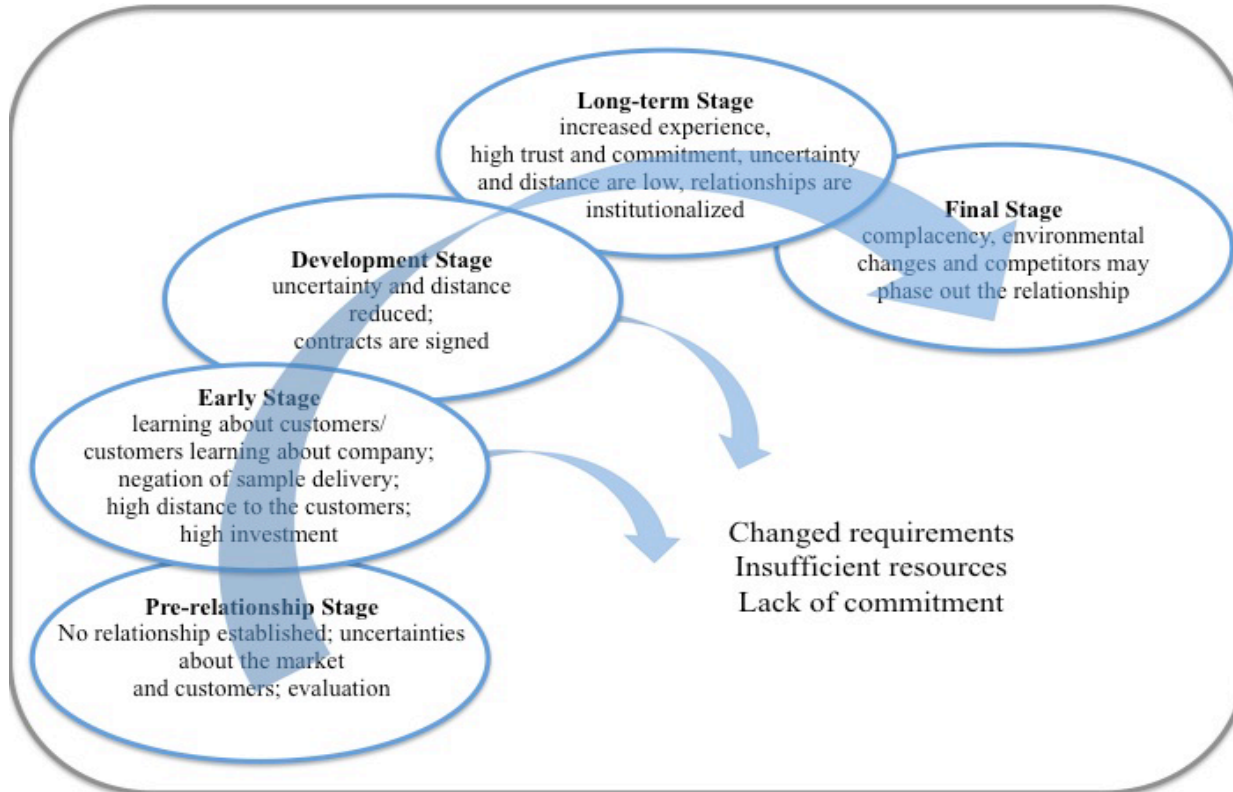 Long-term Stage
increased experience,
high trust and commitment, uncertainty
and distance are low, relationships are
institutionalized
Final Stage
complacency, environmental
changes and competitors may
phase out the relationship
Development Stage
uncertainty and distance
reduced;
contracts are signed
Early Stage
learning about customers/
customers learning about company;
negation of sample delivery;
high distance to the customers;
high investment
Changed requirements
Insufficient resources
Lack of commitment
Pre-relationship Stage
No relationship established; uncertainties
about the market
and customers; evaluation